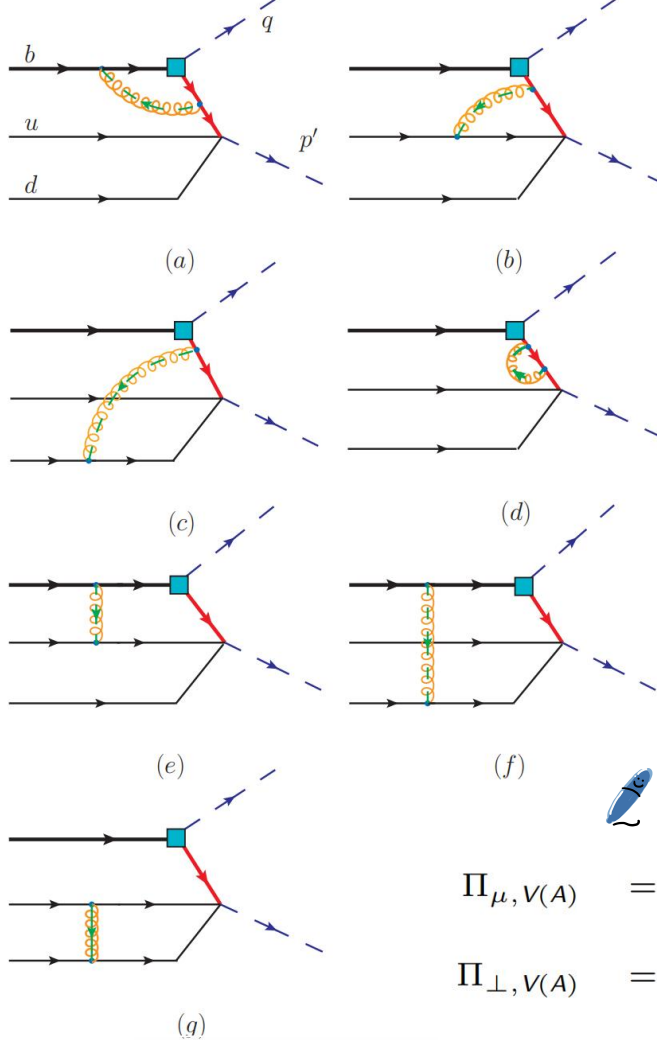 q
b
u
p′
d
(a)
(b)
(c)
(d)
(e)
(f)
Π_{μ, V(A)} =
Π_{⊥, V(A)} =
(g)